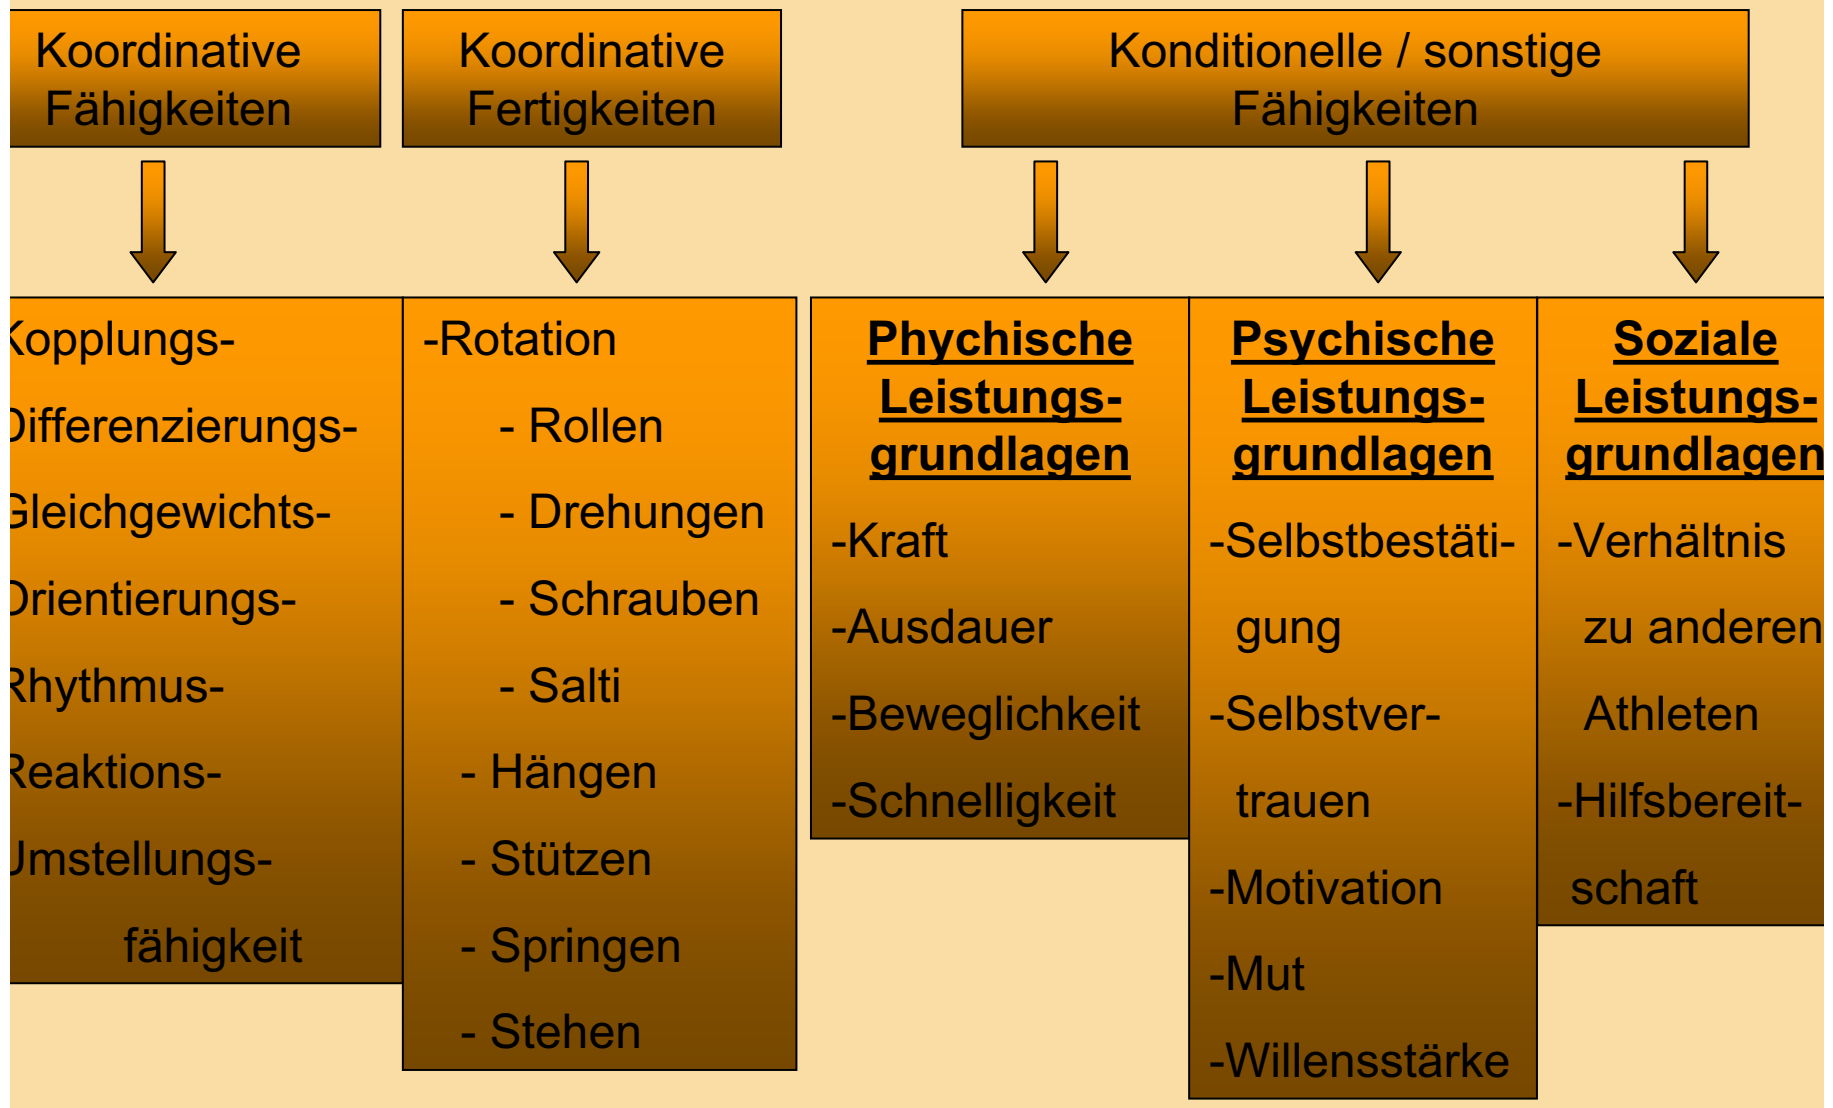 Koordinative
Fähigkeiten
Koordinative
Fertigkeiten
Konditionelle / sonstige
Fähigkeiten
Kopplungs-
Differenzierungs-
Gleichgewichts-
Orientierungs-
Rhythmus-
Reaktions-
Umstellungs-
fähigkeit
-Rotation
- Rollen
- Drehungen
- Schrauben
- Salti
- Hängen
- Stützen
- Springen
- Stehen
Phychische
Leistungs-
grundlagen
-Kraft
-Ausdauer
-Beweglichkeit
-Schnelligkeit
Psychische
Leistungs-
grundlagen
-Selbstbestäti-
gung
-Selbstver-
trauen
-Motivation
-Mut
-Willensstärke
Soziale
Leistungs-
grundlagen
-Verhältnis
zu anderen
Athleten
-Hilfsbereit-
schaft